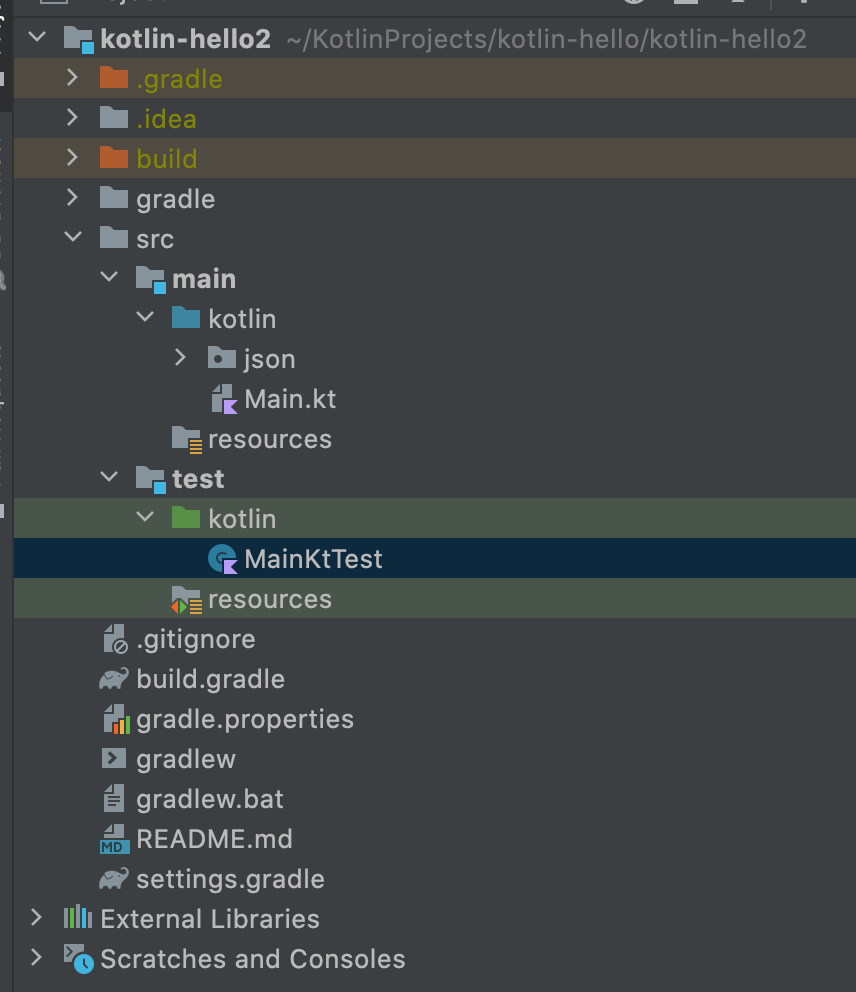 kotlin-hello2 ~/KotlinProjects/kotlin-hello/kotlin-hello2
.gradle
.idea
build
gradle
src
main
kotlin
json
Main.kt
resources
test
kotlin
MainKtTest
resources
.gitignore
build.gradle
gradle.properties
gradlew
gradlew.bat
MD README.md
settings.gradle
External Libraries
Scratches and Consoles